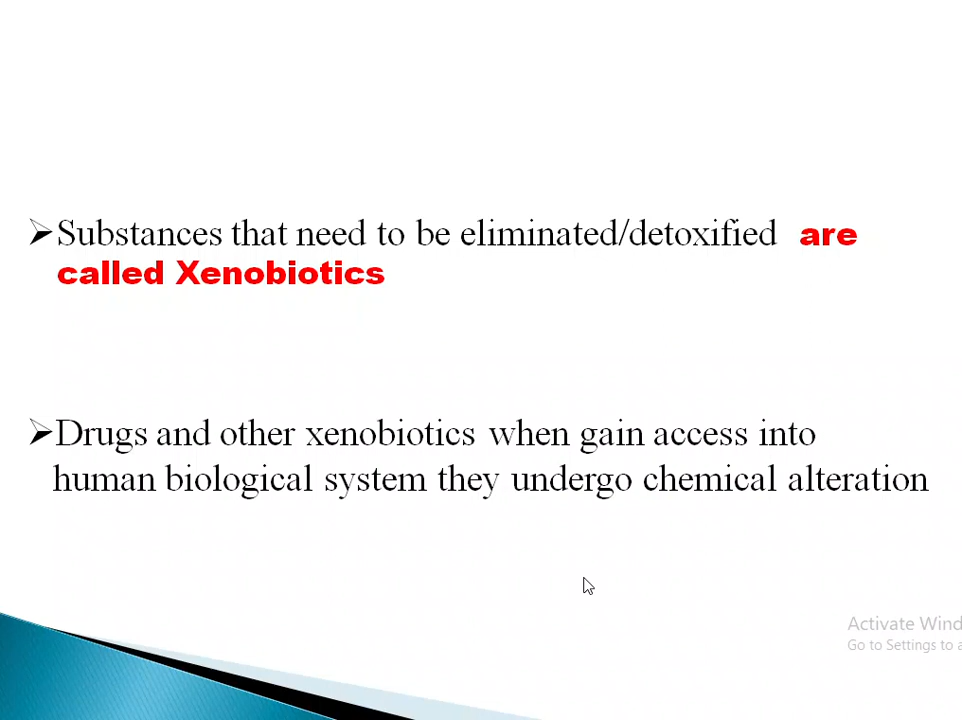 ➢Substances that need to be eliminated/detoxified are
called Xenobiotics
➢Drugs and other xenobiotics when gain access into
human biological system they undergo chemical alteration
Activate Wind
Go to Settings to a